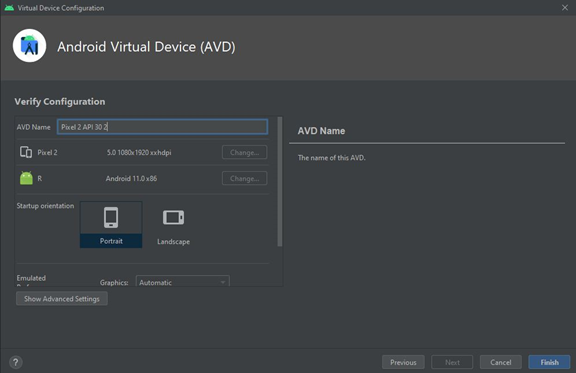 Virtual Device Configuration
Android Virtual Device (AVD)
Verify Configuration
AVD Name Pixel 2 API 30 2
Pixel 2 5.0 1080x1920 xxhdpi Change...
R Android 11.0 x86 Change...
Startup orientation
Portrait Landscape
Emulated
Graphics: Automatic
Show Advanced Settings
AVD Name
The name of this AVD.
? Previous Next Cancel Finish